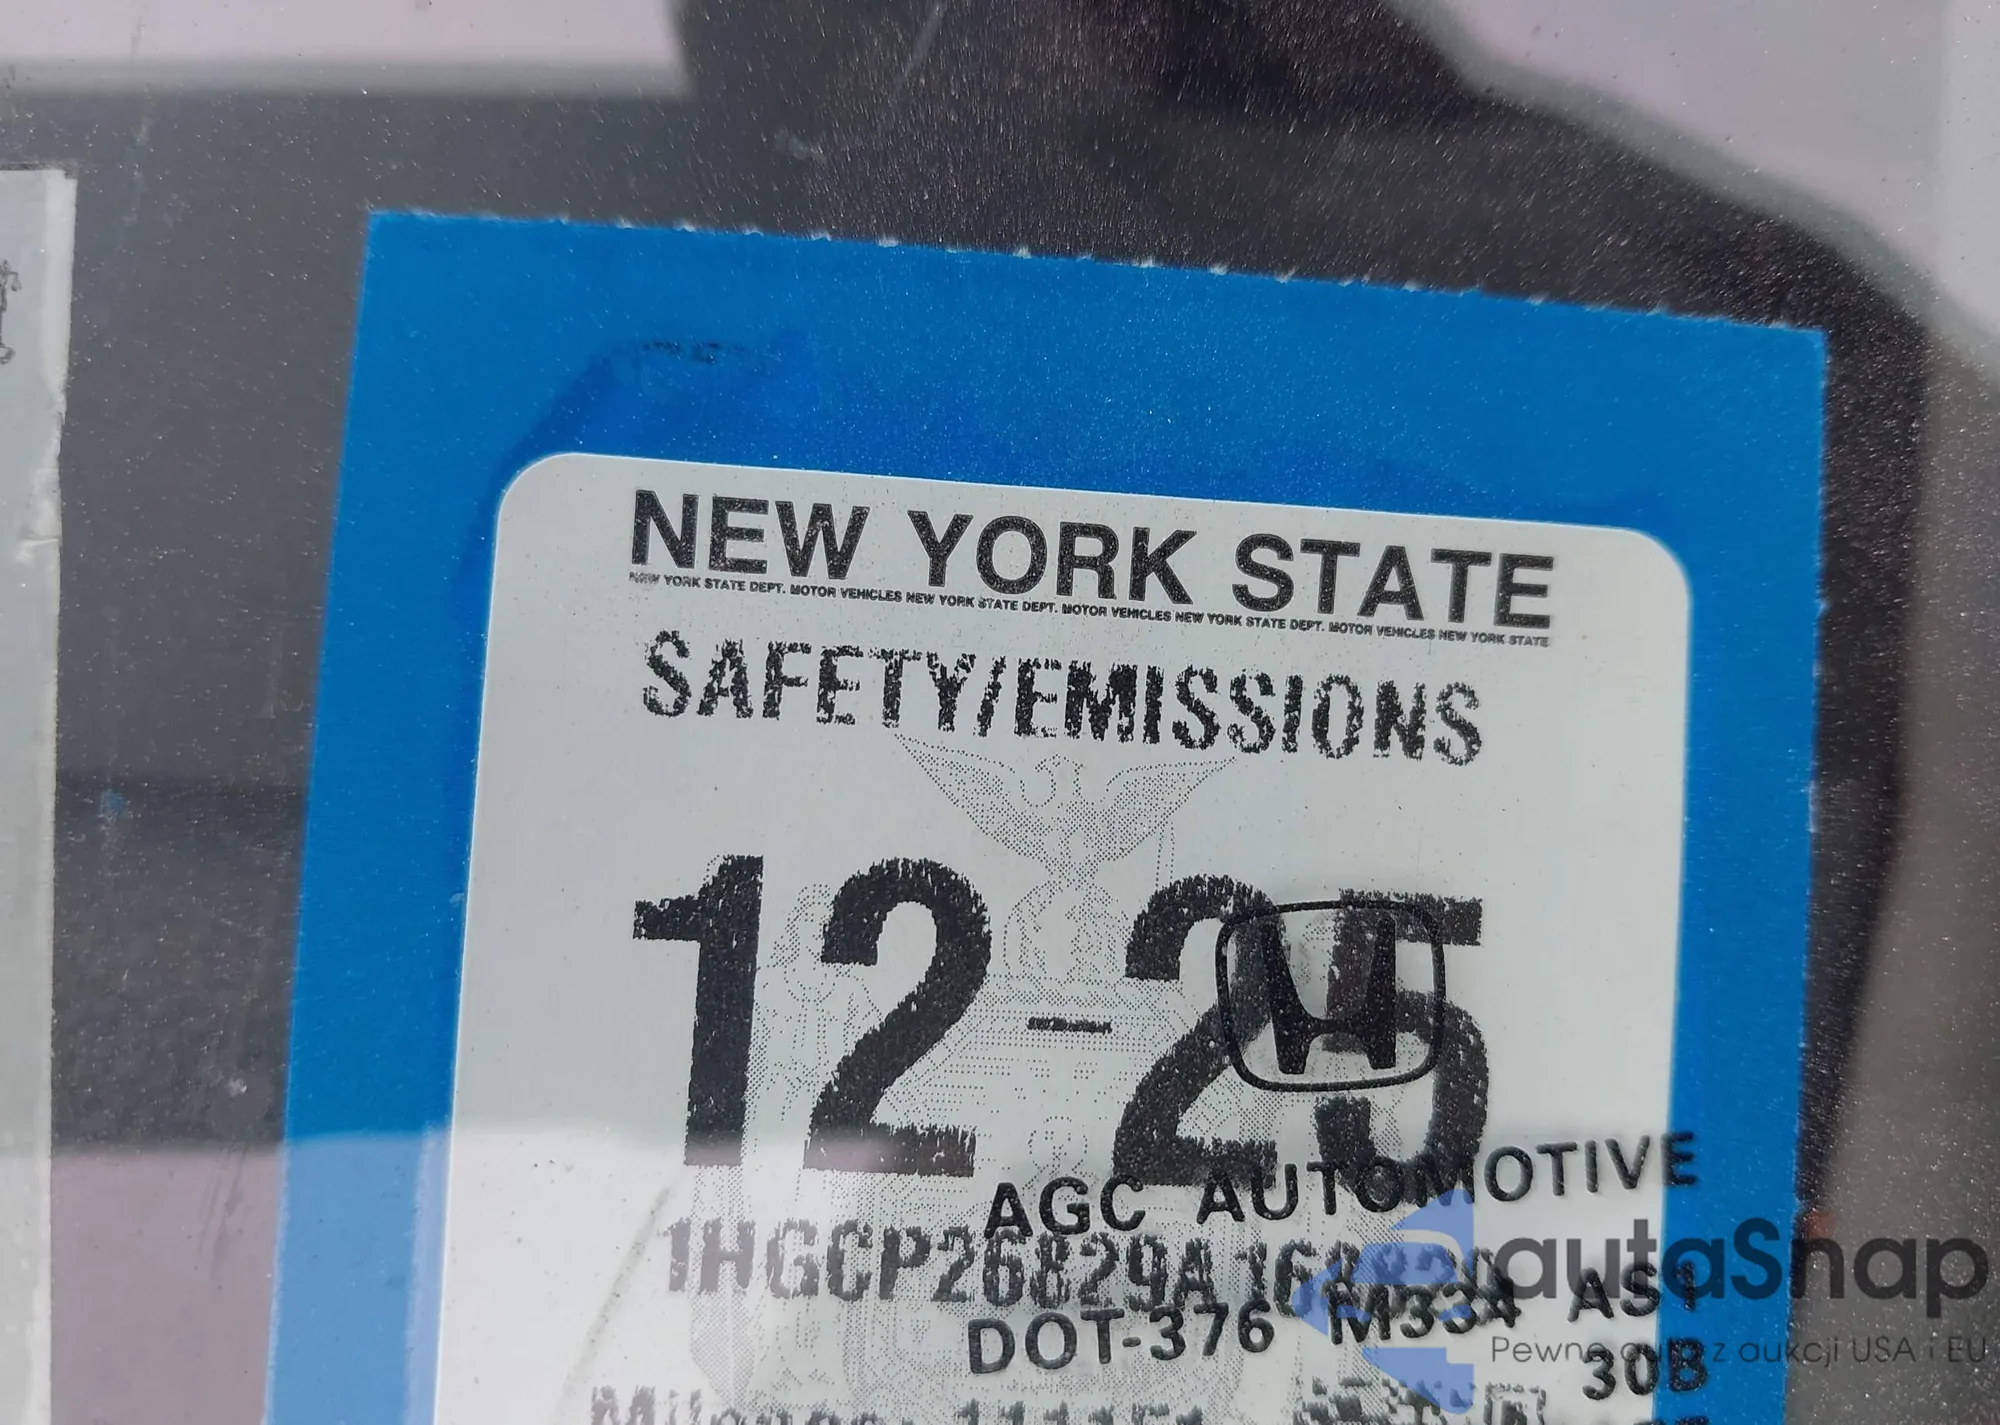 NEW YORK STATE
NEW YORK STATE DEPT. MOTOR VEHICLES NEW YORK STATE DEPT. MOTOR VEHICLES NEW YORK STATE DEPT. MOTOR VEHICLES NEW YORK STATE
SAFETY/EMISSIONS
12-25
AGC AUTOMOTIVE
autaSnap
DOT-376 M334 AS1
Pewne auta z aukcji USA i EU
30B